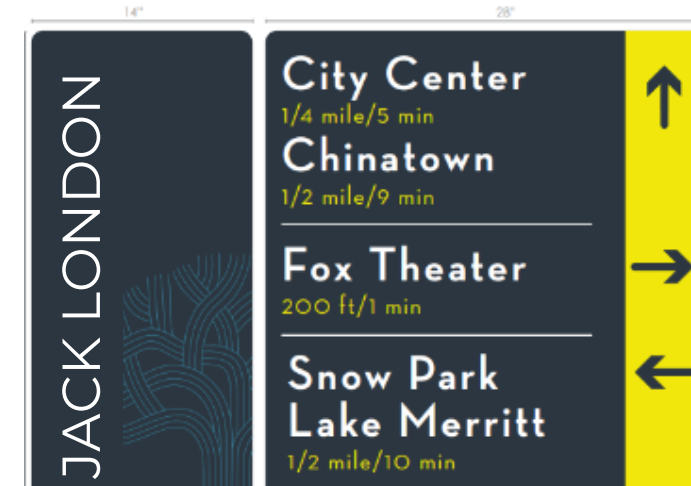 14"
28"
JACK LONDON
City Center
1/4 mile/5 min
Chinatown
1/2 mile/9 min
Fox Theater
200 ft/1 min
Snow Park
Lake Merritt
1/2 mile/10 min